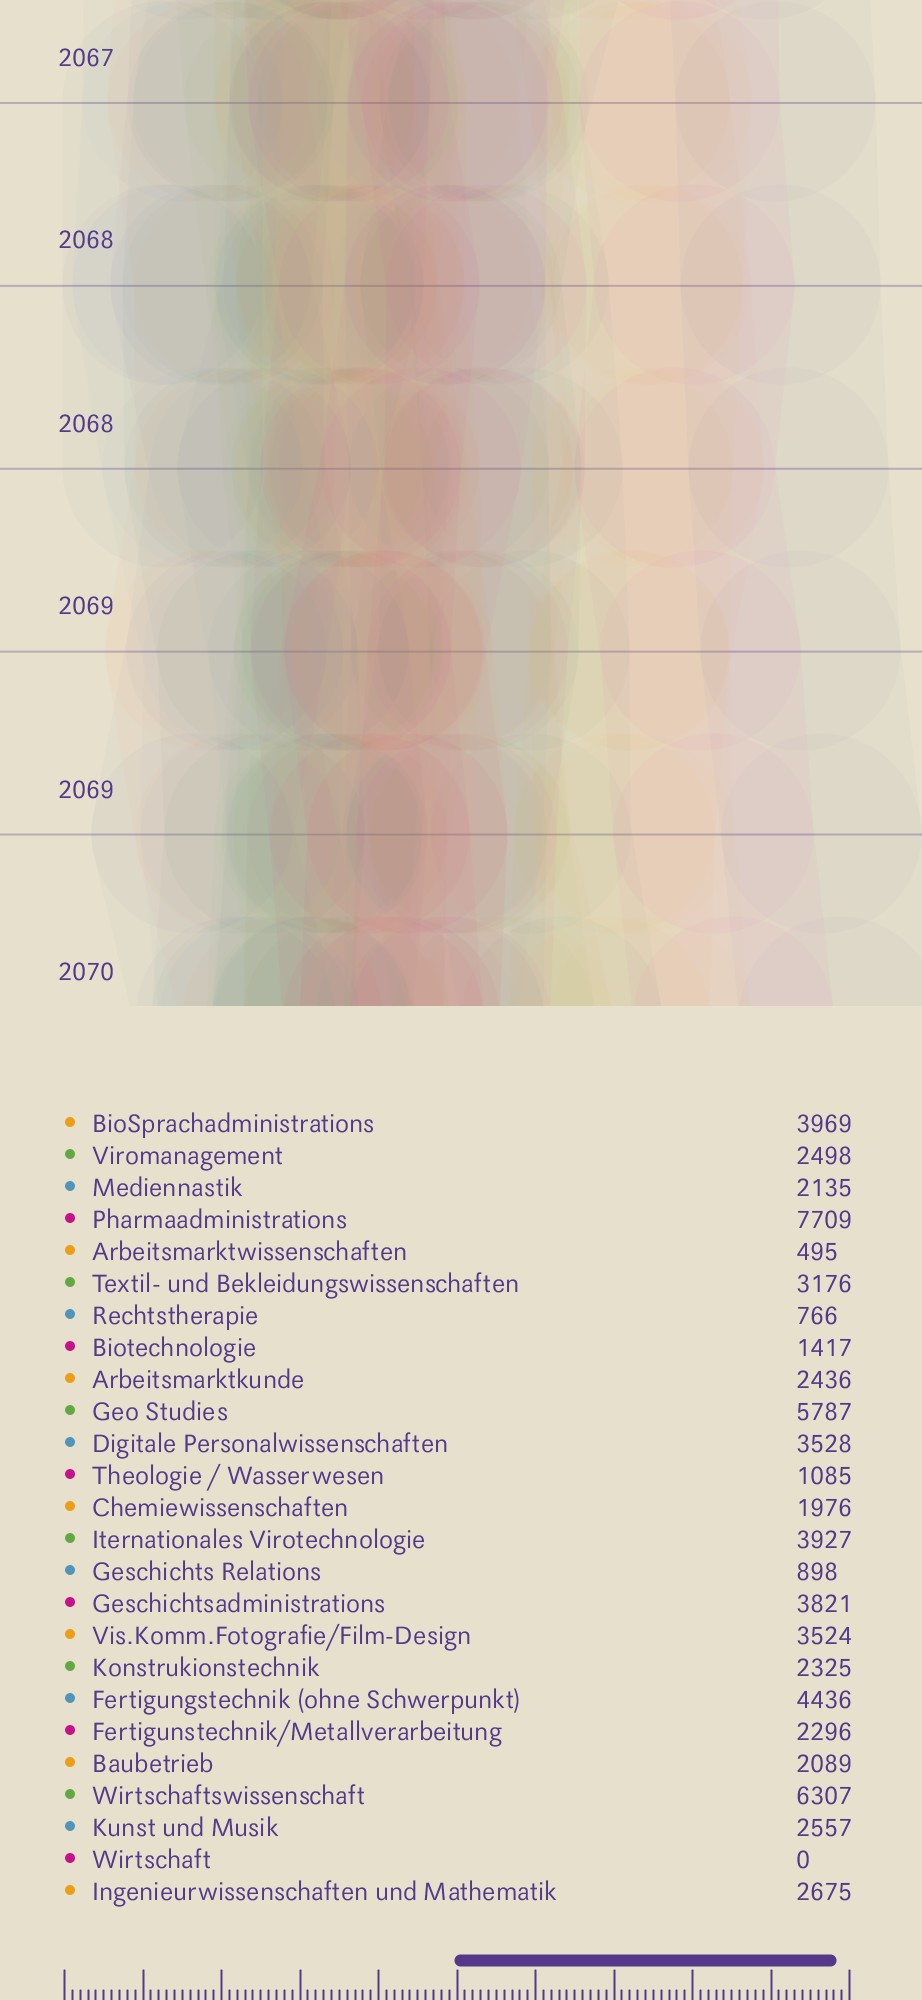 2067
2068
2068
2069
2069
2070
BioSprachadministrations 3969
Viromanagement 2498
Mediennastik 2135
Pharmaadministrations 7709
Arbeitsmarktwissenschaften 495
Textil- und Bekleidungswissenschaften 3176
Rechtstherapie 766
Biotechnologie 1417
Arbeitsmarktkunde 2436
Geo Studies 5787
Digitale Personalwissenschaften 3528
Theologie / Wasserwesen 1085
Chemiewissenschaften 1976
Iternationales Virotechnologie 3927
Geschichts Relations 898
Geschichtsadministrations 3821
Vis.Komm.Fotografie/Film-Design 3524
Konstrukionstechnik 2325
Fertigungstechnik (ohne Schwerpunkt) 4436
Fertigunstechnik/Metallverarbeitung 2296
Baubetrieb 2089
Wirtschaftswissenschaft 6307
Kunst und Musik 2557
Wirtschaft 0
Ingenieurwissenschaften und Mathematik 2675